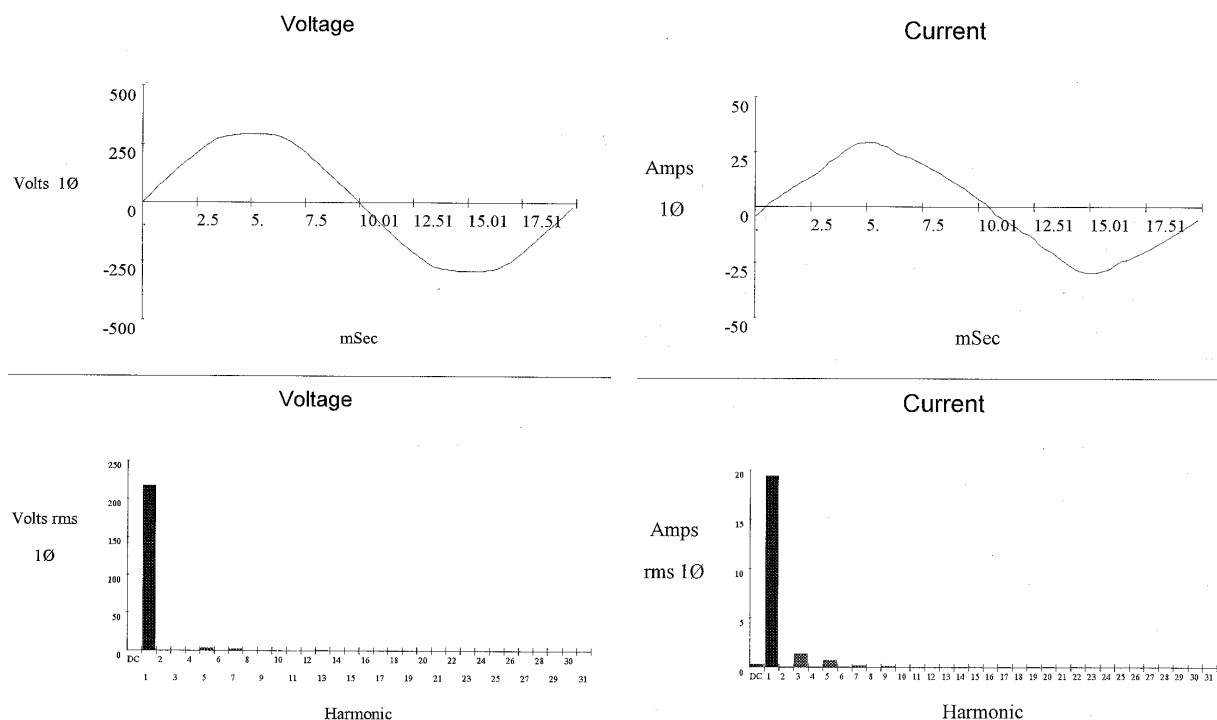 Voltage
500
250
Volts 1Ø
0
2.5 5. 7.5 10.01 12.51 15.01 17.51
-250
-500
mSec
Current
50
25
Amps
1Ø
0
2.5 5. 7.5 10.01 12.51 15.01 17.51
-25
-50
mSec
Voltage
250
200
Volts rms
150
1Ø
100
50
0
DC 2 4 6 8 10 12 14 16 18 20 22 24 26 28 30
1 3 5 7 9 11 13 15 17 19 21 23 25 27 29 31
Harmonic
Current
20
15
Amps
10
rms 1Ø
5
0
DC 1 2 3 4 5 6 7 8 9 10 11 12 13 14 15 16 17 18 19 20 21 22 23 24 25 26 27 28 29 30 31
Harmonic